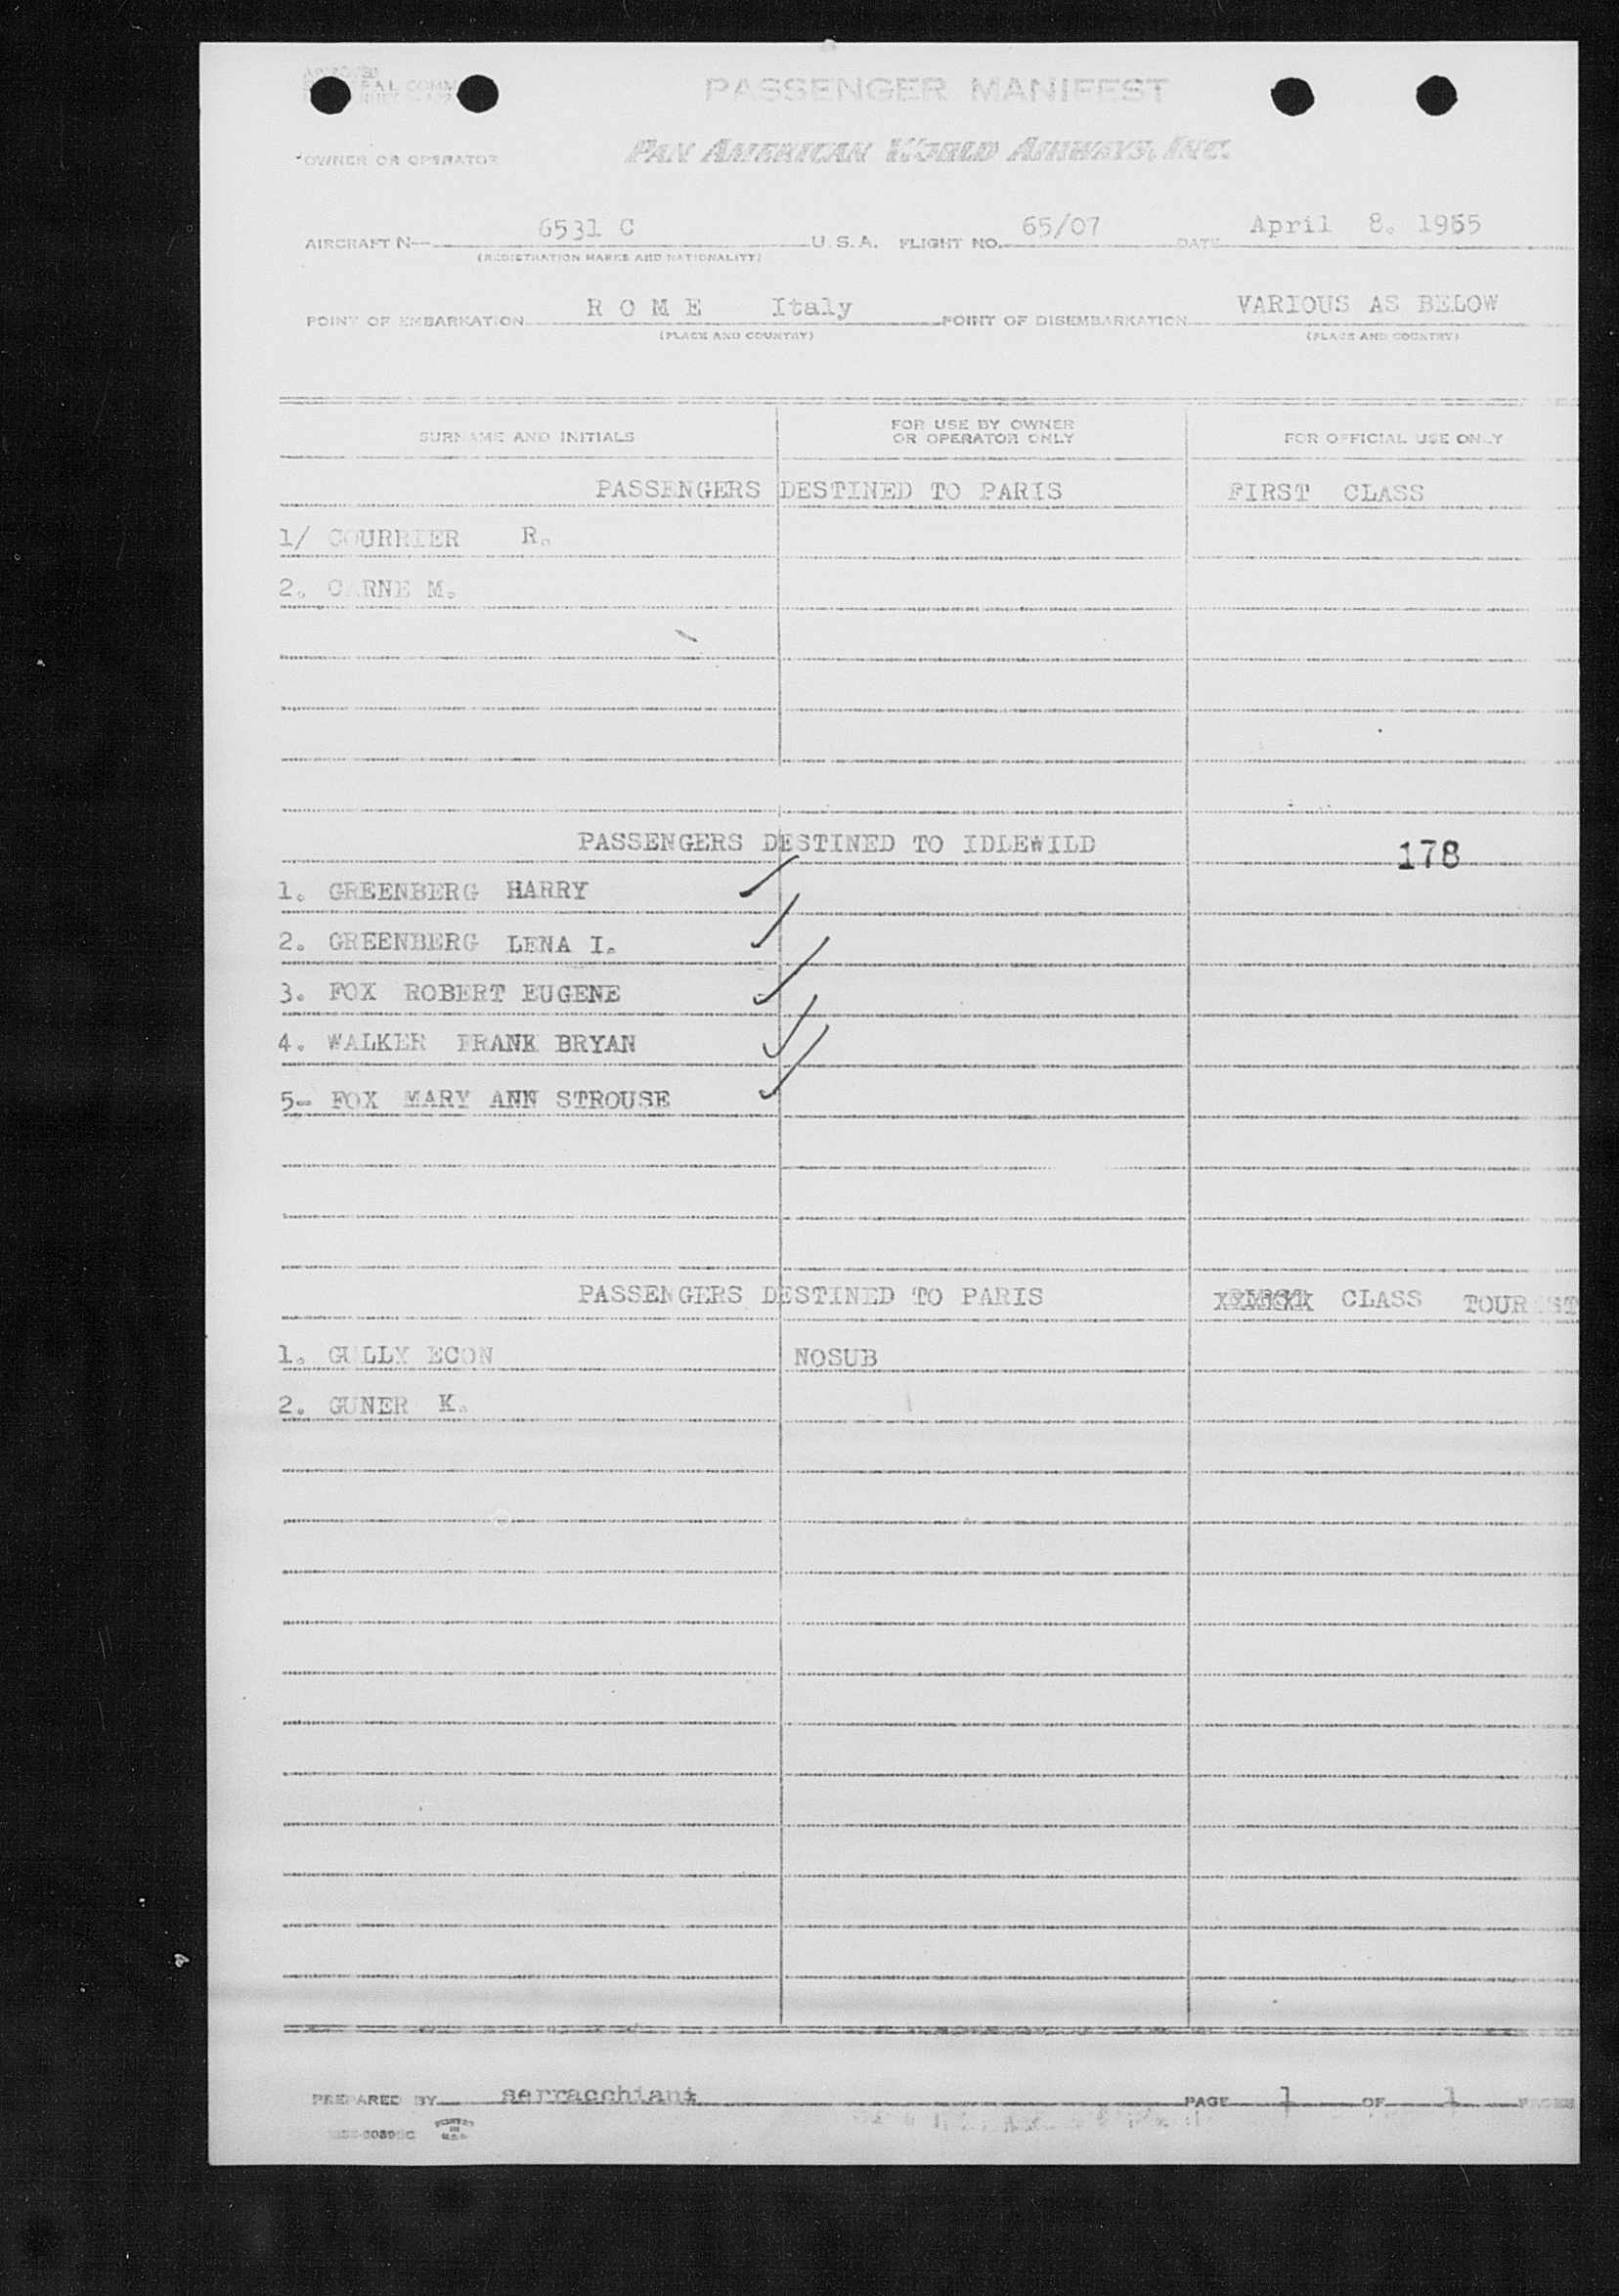 PASSENGER MANIFEST
OWNER OR OPERATOR PAN AMERICAN WORLD AIRWAYS, INC.
AIRCRAFT N— 6531 C U.S.A. FLIGHT NO. 65/07 DATE April 8. 1955
(REGISTRATION MARKS AND NATIONALITY)
POINT OF EMBARKATION R O M E Italy POINT OF DISEMBARKATION VARIOUS AS BELOW
(PLACE AND COUNTRY) (PLACE AND COUNTRY)
SURNAME AND INITIALS FOR USE BY OWNER OR OPERATOR ONLY FOR OFFICIAL USE ONLY
PASSENGERS DESTINED TO PARIS FIRST CLASS
1/ COURRIER R.
2. CARNE M.
PASSENGERS DESTINED TO IDLEWILD 178
1. GREENBERG HARRY
2. GREENBERG LENA I.
3. FOX ROBERT EUGENE
4. WALKER FRANK BRYAN
5- FOX MARY ANN STROUSE
PASSENGERS DESTINED TO PARIS CLASS TOURIST
1. GULLY ECON NOSUB
2. GUNER K.
PREPARED BY serracchiani PAGE 1 OF 1 PAGES
PRINTED IN U.S.A.